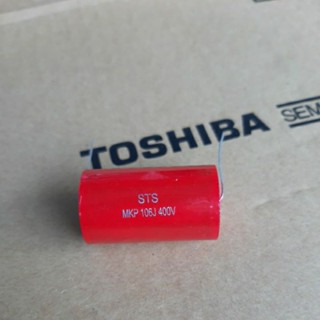 TOSHIBA SEM
STS
MKP 106J 400V